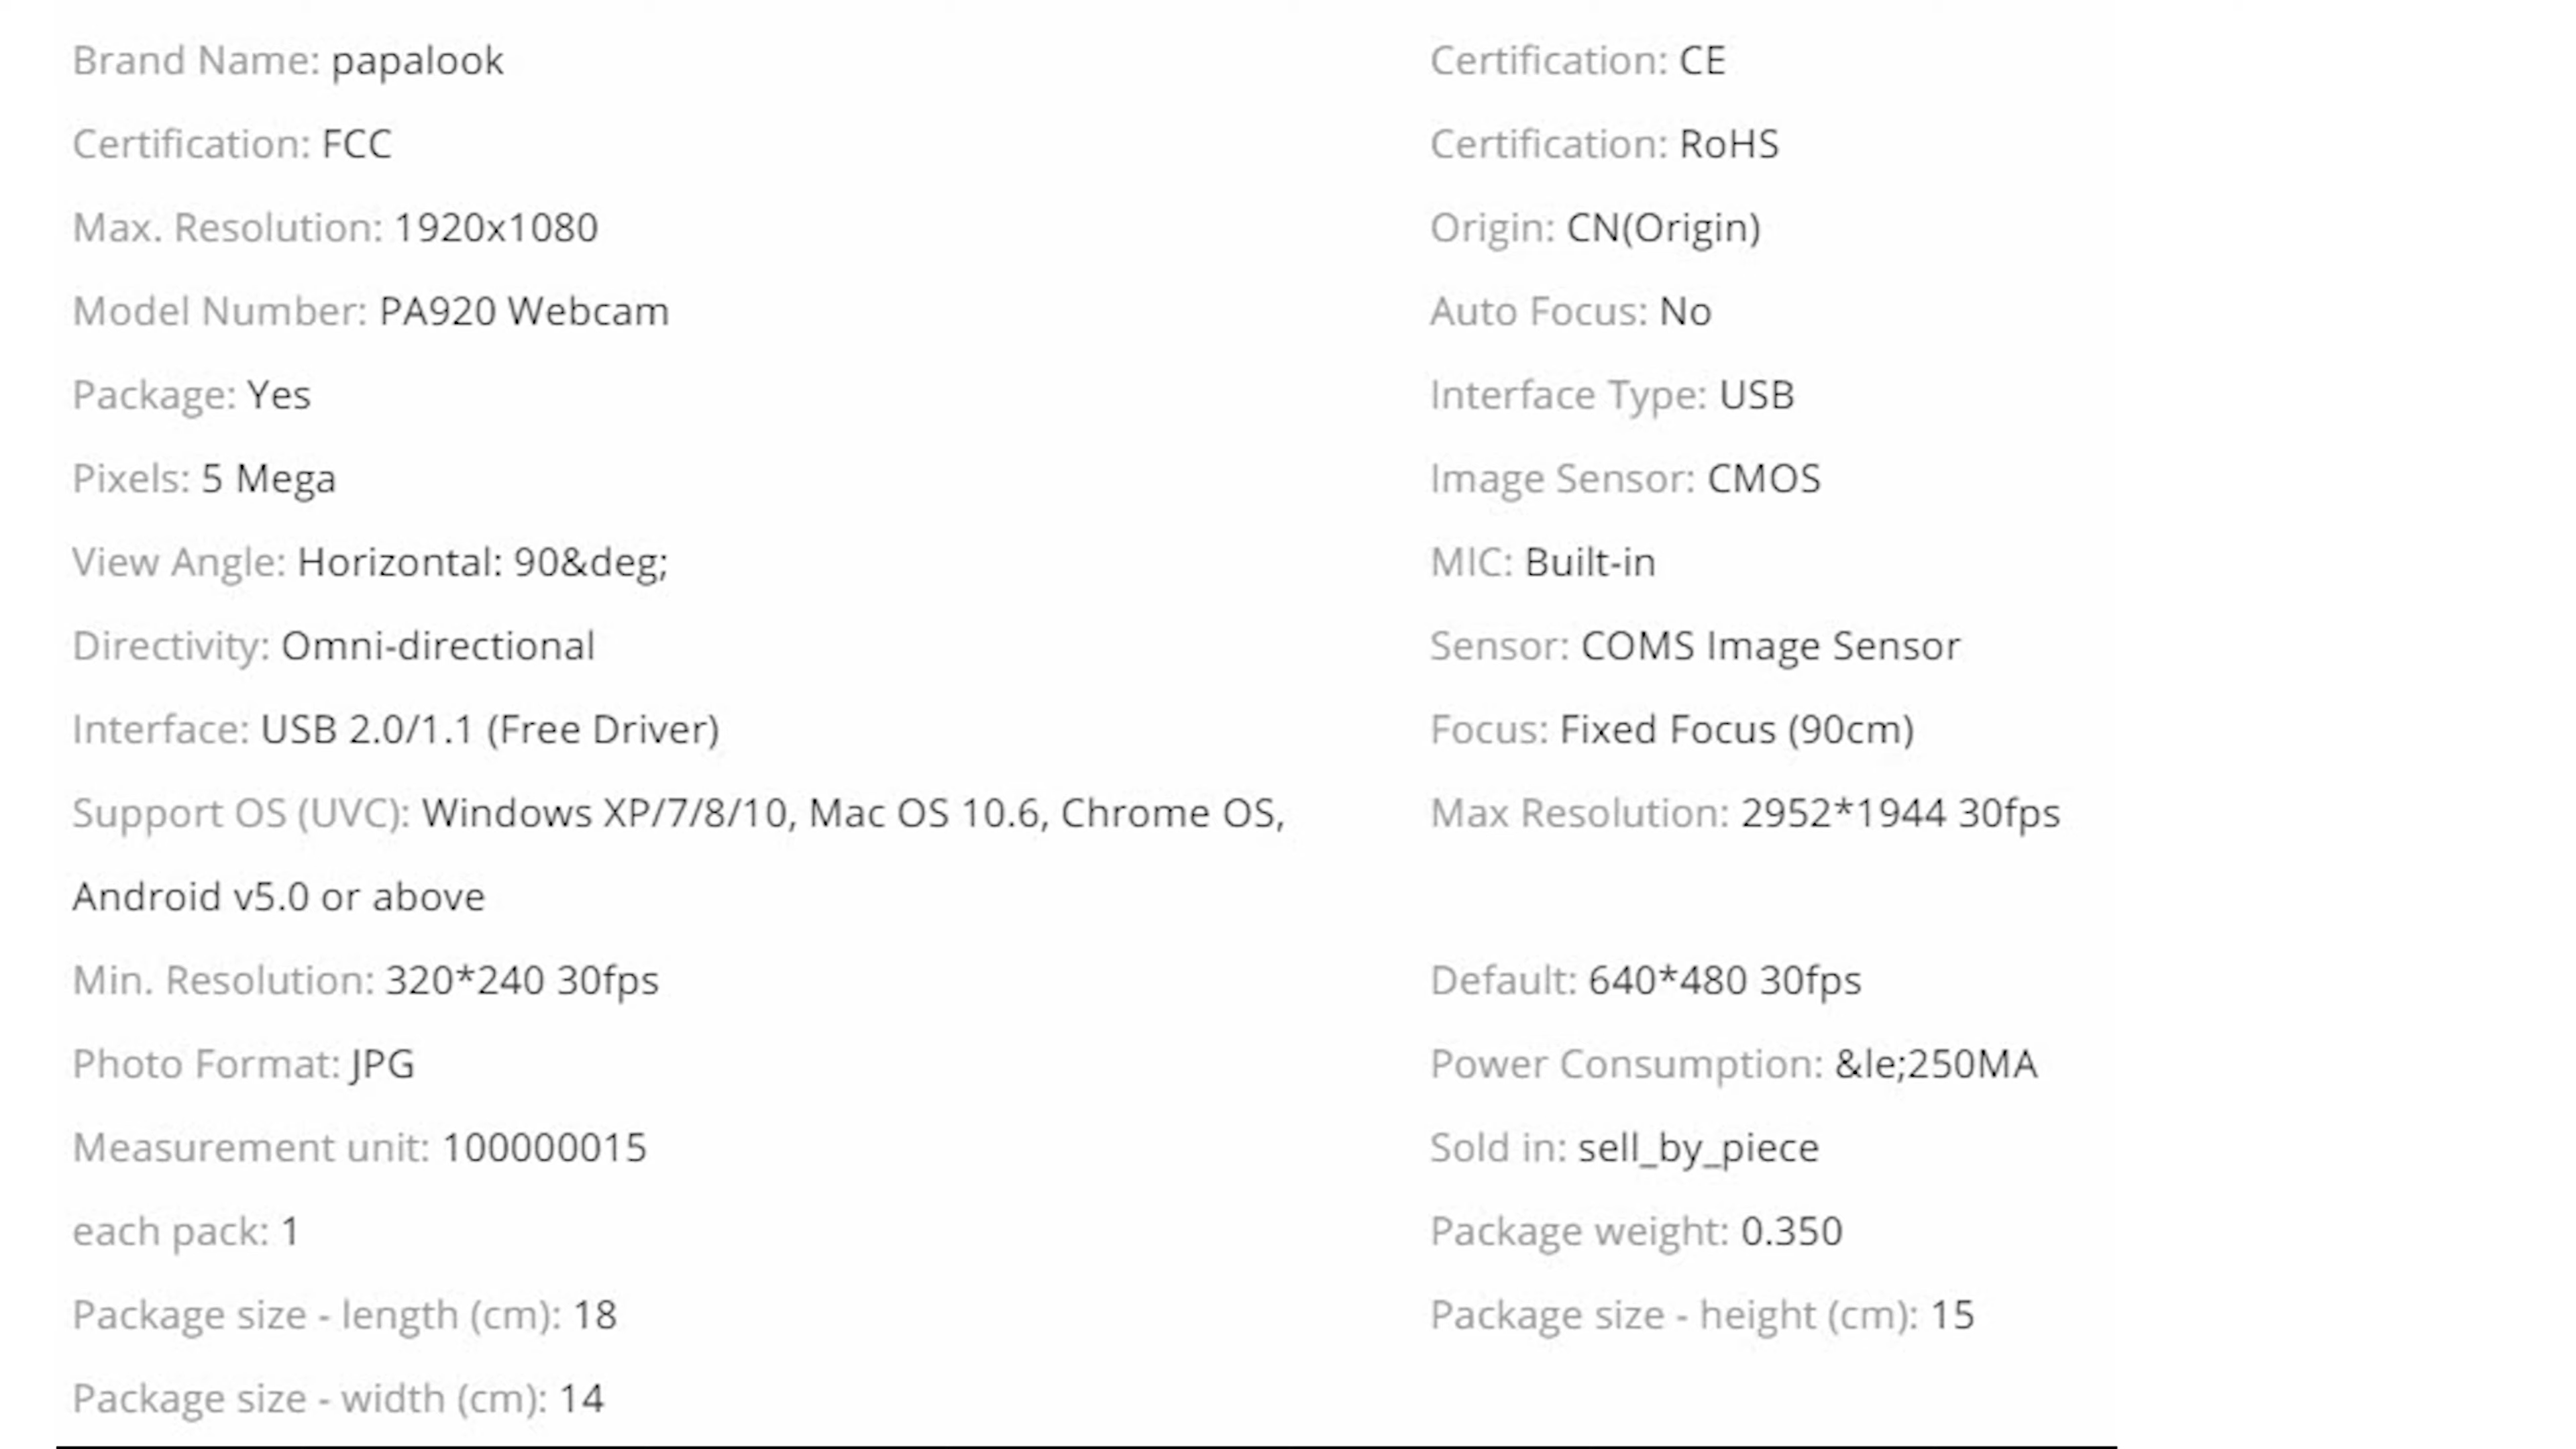 Brand Name: papalook
Certification: CE
Certification: FCC
Certification: RoHS
Max. Resolution: 1920x1080
Origin: CN(Origin)
Model Number: PA920 Webcam
Auto Focus: No
Package: Yes
Interface Type: USB
Pixels: 5 Mega
Image Sensor: CMOS
View Angle: Horizontal: 90&deg;
MIC: Built-in
Directivity: Omni-directional
Sensor: COMS Image Sensor
Interface: USB 2.0/1.1 (Free Driver)
Focus: Fixed Focus (90cm)
Support OS (UVC): Windows XP/7/8/10, Mac OS 10.6, Chrome OS,
Android v5.0 or above
Max Resolution: 2952*1944 30fps
Min. Resolution: 320*240 30fps
Default: 640*480 30fps
Photo Format: JPG
Power Consumption: &le;250MA
Measurement unit: 100000015
Sold in: sell_by_piece
each pack: 1
Package weight: 0.350
Package size - length (cm): 18
Package size - height (cm): 15
Package size - width (cm): 14